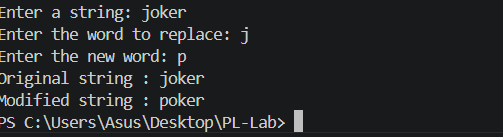 Enter a string: joker
Enter the word to replace: j
Enter the new word: p
Original string : joker
Modified string : poker
PS C:\Users\Asus\Desktop\PL-Lab>